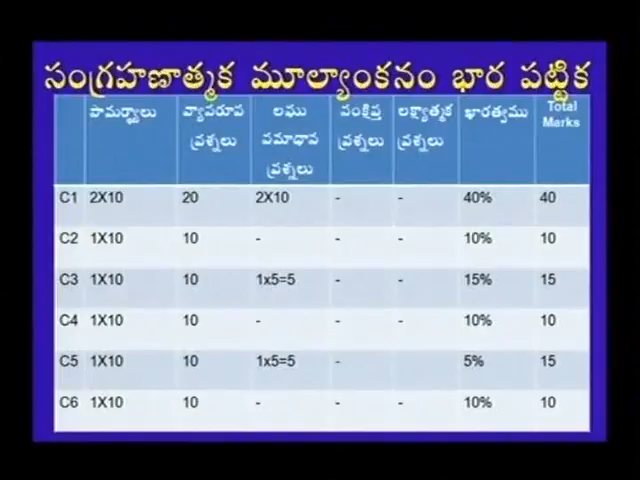 సంగ్రహణాత్మక మూల్యాంకనం భార పట్టిక
సామర్థ్యాలు వ్యాసరూప ప్రశ్నలు లఘు సమాధాన ప్రశ్నలు సంక్షిప్త ప్రశ్నలు లక్ష్యాత్మక ప్రశ్నలు భారత్వము Total Marks
C1 2X10 20 2X10 - - 40% 40
C2 1X10 10 - - - 10% 10
C3 1X10 10 1x5=5 - - 15% 15
C4 1X10 10 - - - 10% 10
C5 1X10 10 1x5=5 - 5% 15
C6 1X10 10 - - - 10% 10